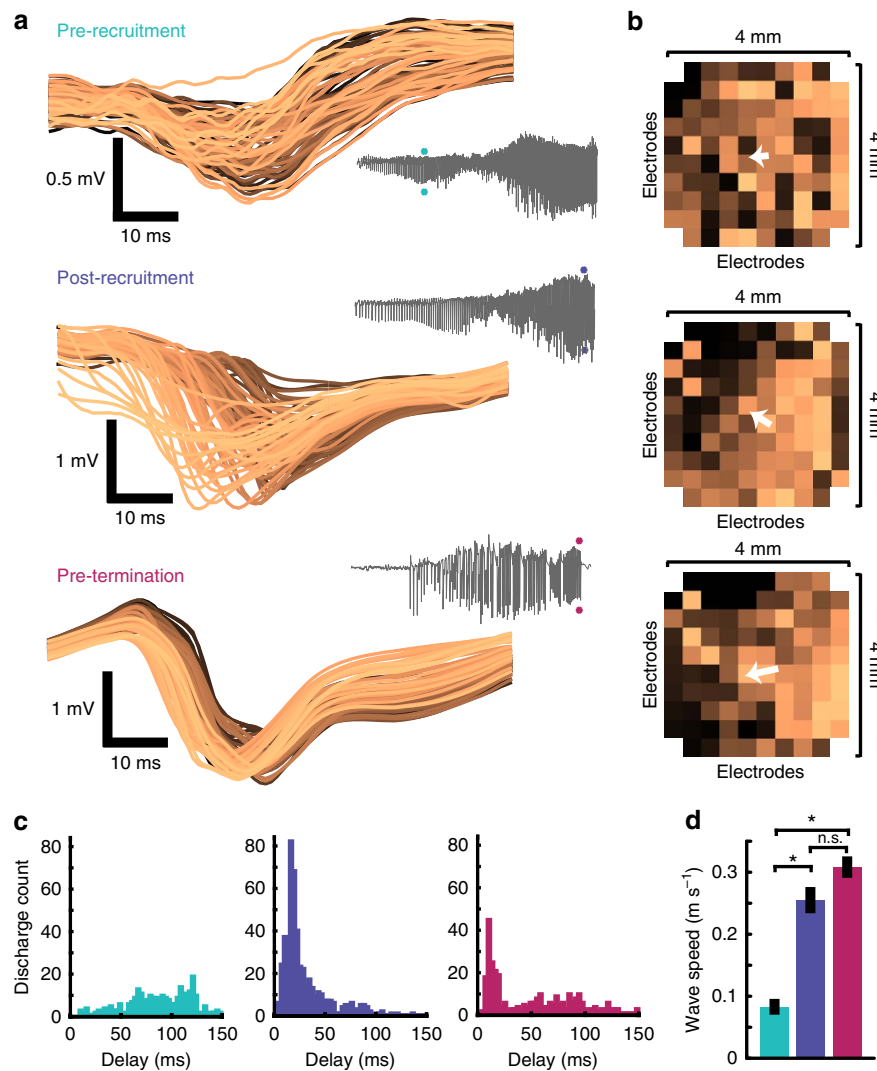 a
Pre-recruitment
0.5 mV
10 ms
Post-recruitment
1 mV
10 ms
Pre-termination
1 mV
10 ms
b
4 mm
Electrodes
4 mm
Electrodes
4 mm
Electrodes
4 mm
Electrodes
4 mm
Electrodes
4 mm
Electrodes
c
Discharge count
80
60
40
20
0
0 50 100 150
Delay (ms)
80
60
40
20
0
0 50 100 150
Delay (ms)
80
60
40
20
0
0 50 100 150
Delay (ms)
d
Wave speed (m s⁻¹)
0.3
0.2
0.1
0
*
n.s.
*